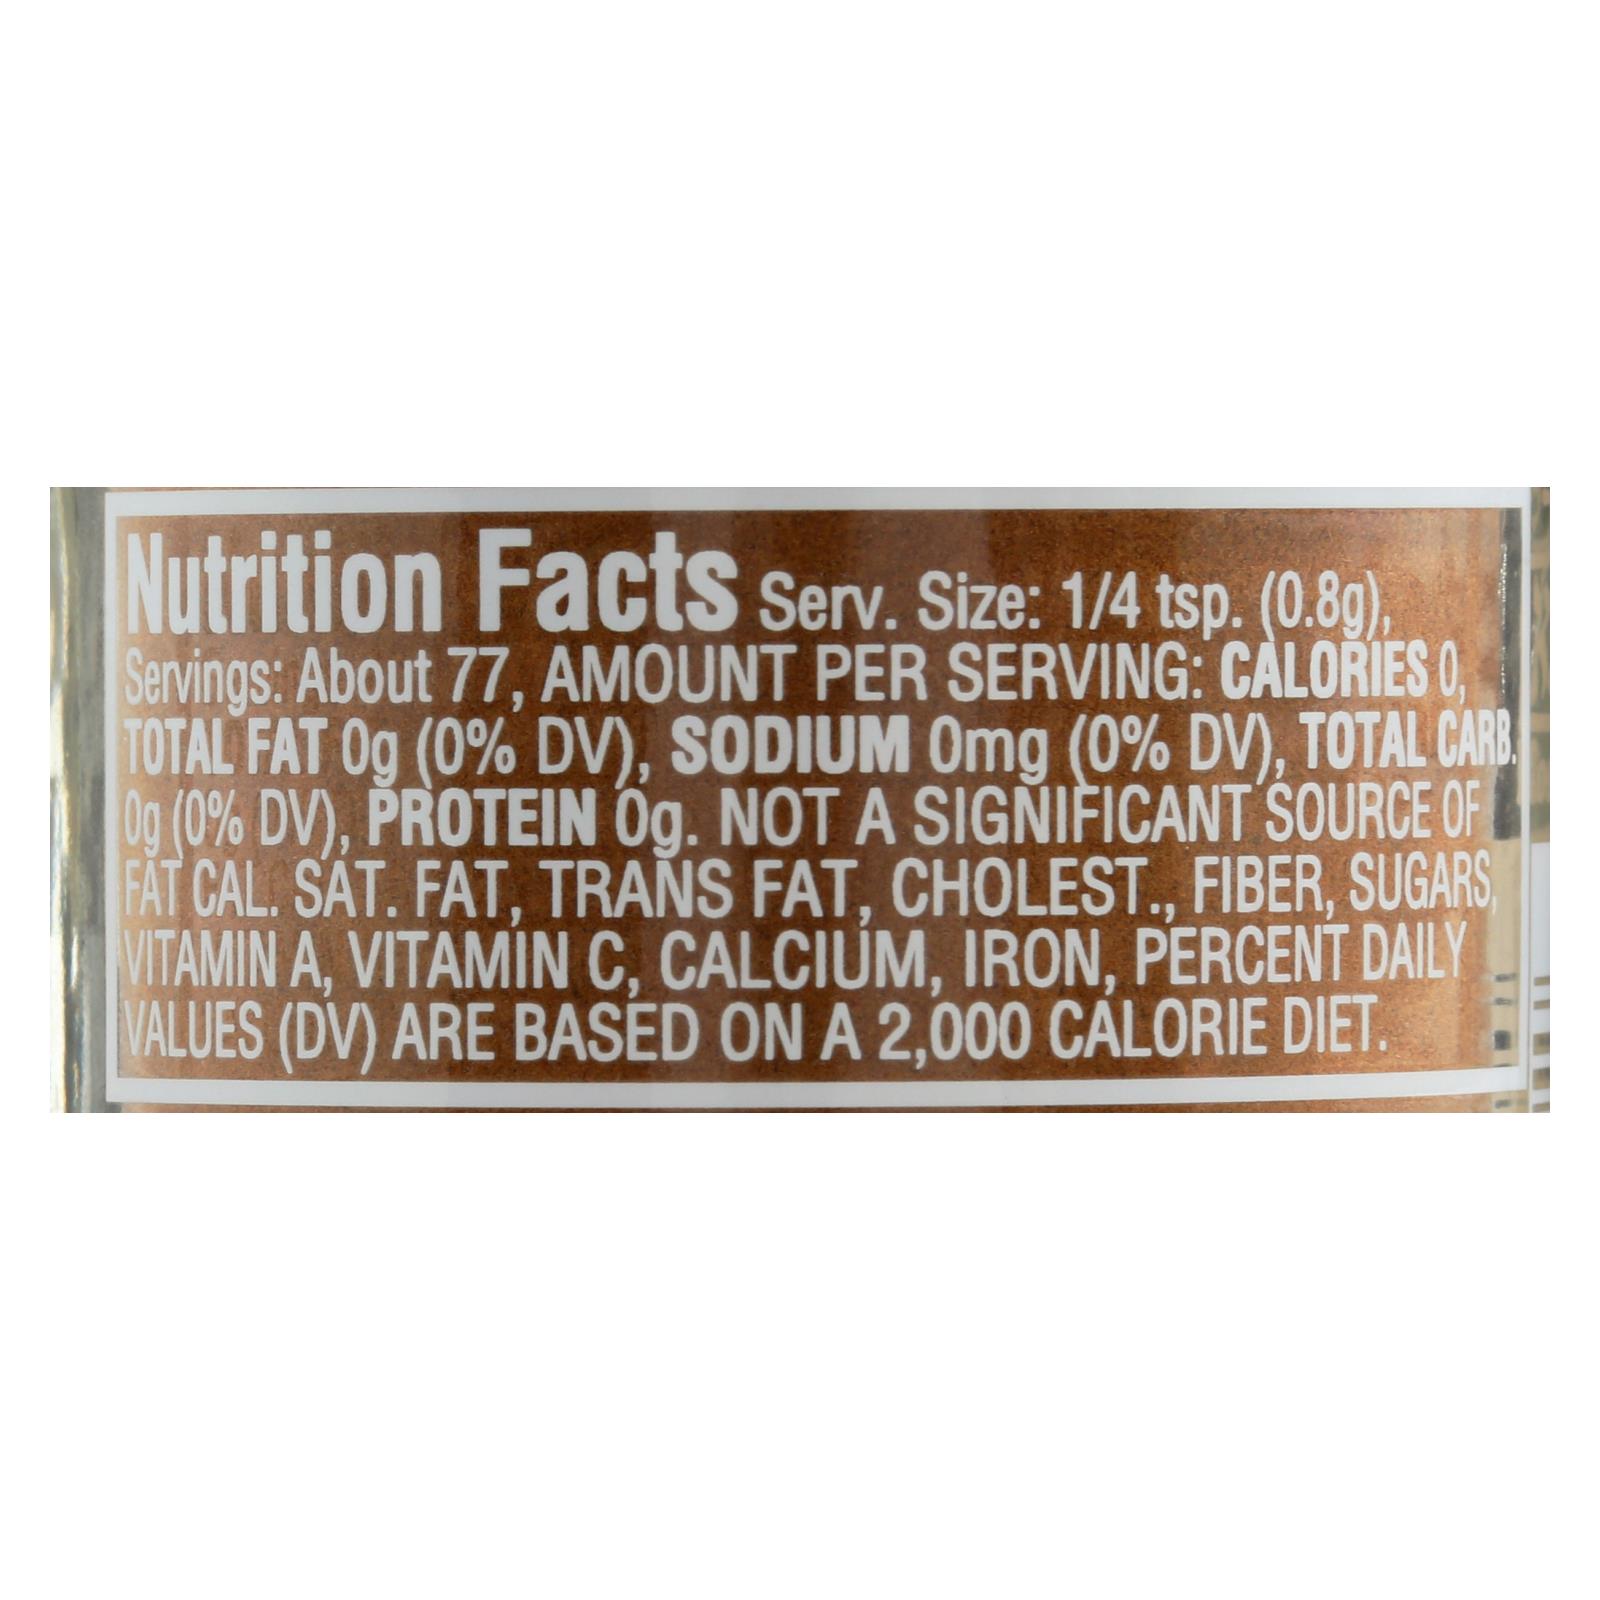 Nutrition Facts Serv. Size: 1/4 tsp. (0.8g),
Servings: About 77, AMOUNT PER SERVING: CALORIES 0,
TOTAL FAT 0g (0% DV), SODIUM 0mg (0% DV), TOTAL CARB.
0g (0% DV), PROTEIN 0g. NOT A SIGNIFICANT SOURCE OF
FAT CAL. SAT. FAT, TRANS FAT, CHOLEST., FIBER, SUGARS,
VITAMIN A, VITAMIN C, CALCIUM, IRON, PERCENT DAILY
VALUES (DV) ARE BASED ON A 2,000 CALORIE DIET.